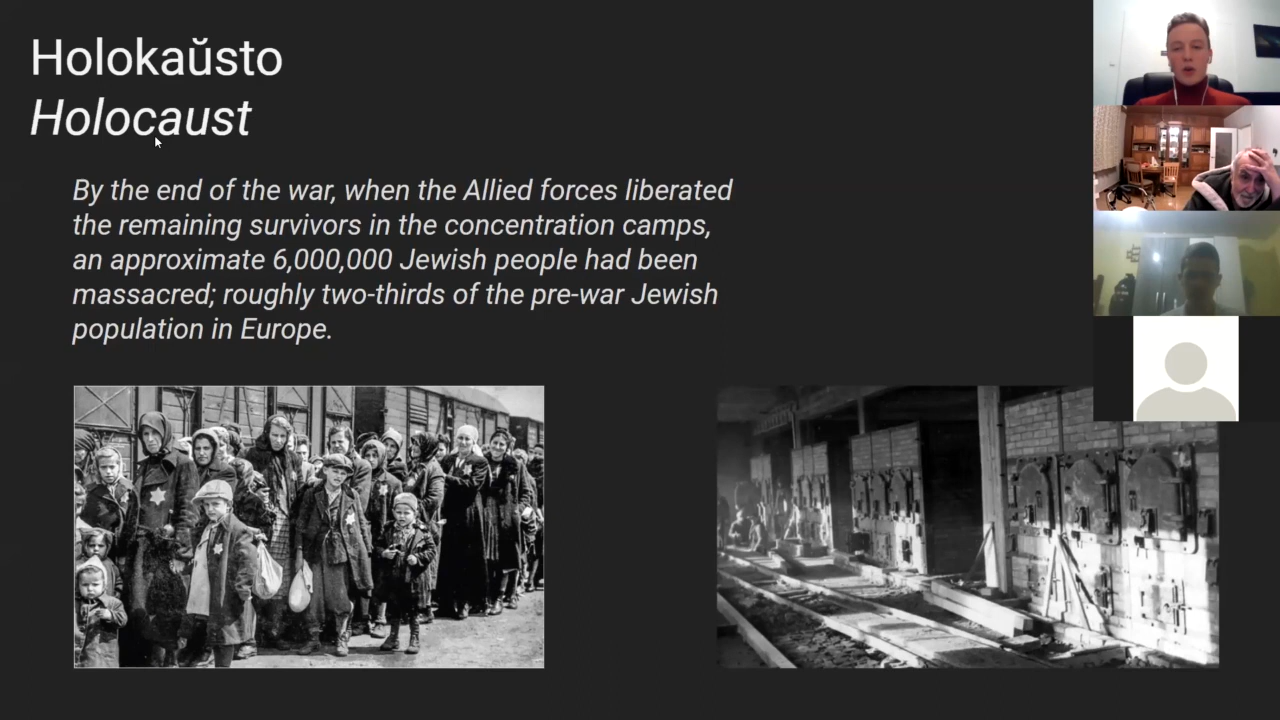 Holokaŭsto
Holocaust
By the end of the war, when the Allied forces liberated
the remaining survivors in the concentration camps,
an approximate 6,000,000 Jewish people had been
massacred; roughly two-thirds of the pre-war Jewish
population in Europe.